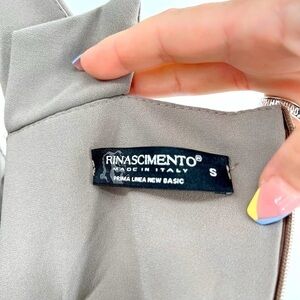 RINASCIMENTO®
MADE IN ITALY
S
PRIMA LINEA NEW BASIC